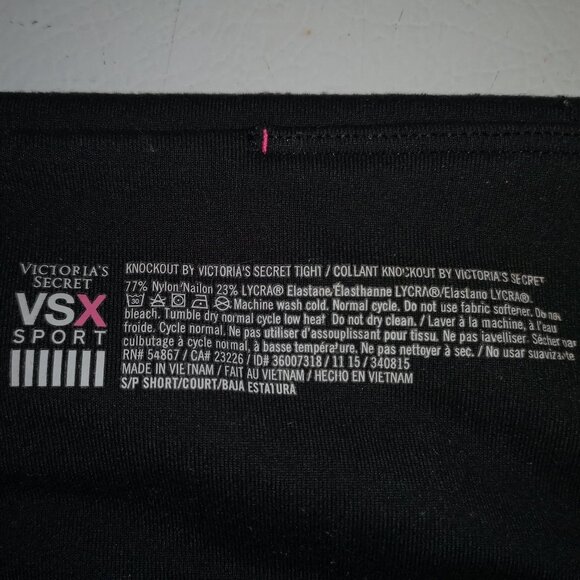 VICTORIA'S
SECRET
VSX
SPORT
KNOCKOUT BY VICTORIA'S SECRET TIGHT / COLLANT KNOCKOUT BY VICTORIA'S SECRET
77% Nylon/Nailon 23% LYCRA® Elastane/Élasthanne LYCRA®/Elastano LYCRA®.
30 Machine wash cold. Normal cycle. Do not use fabric softener. Do not
bleach. Tumble dry normal cycle low heat. Do not dry clean. / Laver à la machine, à l'eau
froide. Cycle normal. Ne pas utiliser d'assouplissant pour tissu. Ne pas javelliser. Sécher par
culbutage à cycle normal, à basse température. Ne pas nettoyer à sec. / No usar suavizante
RN# 54867 / CA# 23226 / ID# 36007318 / 11 15 / 340815
MADE IN VIETNAM / FAIT AU VIETNAM / HECHO EN VIETNAM
S/P SHORT/COURT/BAJA ESTATURA